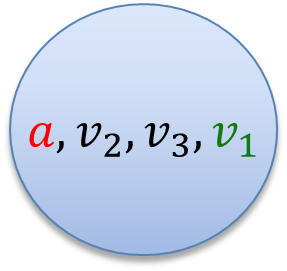 a, v₂, v₃, v₁